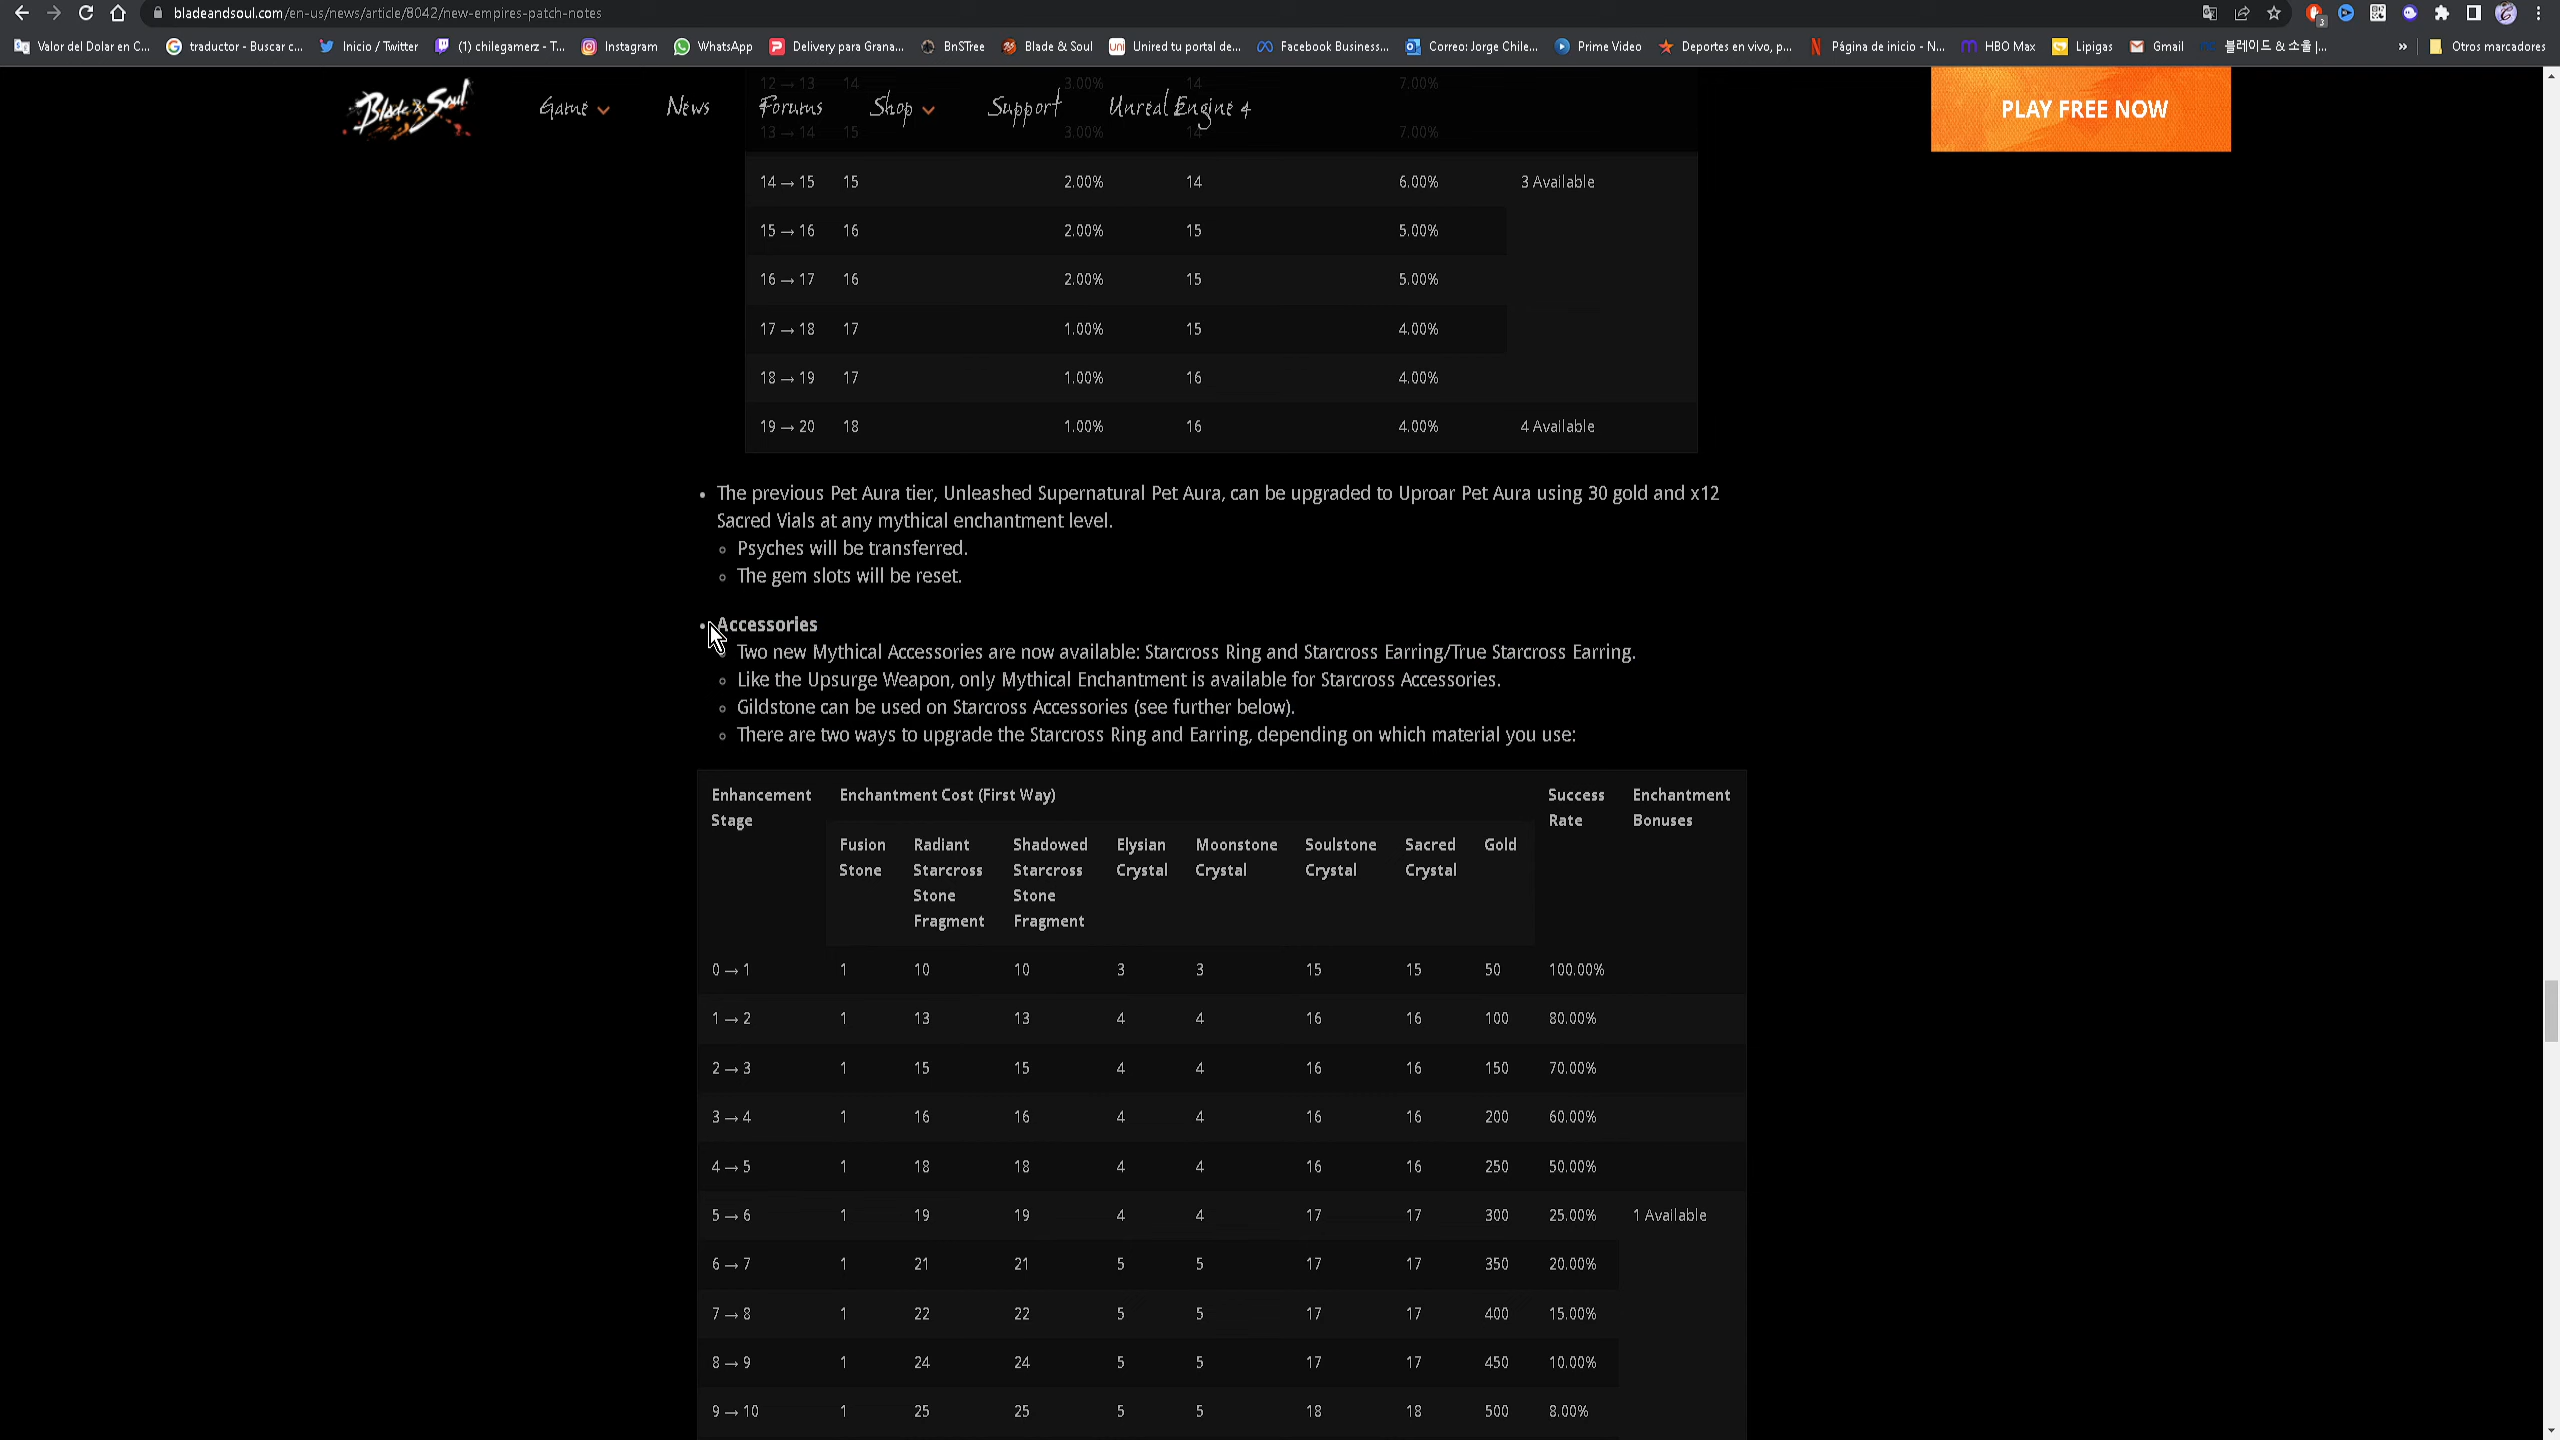 bladeandsoul.com/en-us/news/article/8042/new-empires-patch-notes
3
Valor del Dolar en C... traductor - Buscar c... Inicio / Twitter (1) chilegamerz - T... Instagram WhatsApp Delivery para Grana... BnSTree Blade & Soul Unired tu portal de... Facebook Business... Correo: Jorge Chile... Prime Video Deportes en vivo, p... Página de inicio - N... HBO Max Lipigas Gmail 블레이드 & 소울 |... » Otros marcadores
12 → 13 14 3.00% 14 7.00%
Blade & Soul Game News Forums Shop Support Unreal Engine 4 PLAY FREE NOW
13 → 14 15 3.00% 14 7.00%
14 → 15 15 2.00% 14 6.00% 3 Available
15 → 16 16 2.00% 15 5.00%
16 → 17 16 2.00% 15 5.00%
17 → 18 17 1.00% 15 4.00%
18 → 19 17 1.00% 16 4.00%
19 → 20 18 1.00% 16 4.00% 4 Available
• The previous Pet Aura tier, Unleashed Supernatural Pet Aura, can be upgraded to Uproar Pet Aura using 30 gold and x12
Sacred Vials at any mythical enchantment level.
◦ Psyches will be transferred.
◦ The gem slots will be reset.
• Accessories
Two new Mythical Accessories are now available: Starcross Ring and Starcross Earring/True Starcross Earring.
◦ Like the Upsurge Weapon, only Mythical Enchantment is available for Starcross Accessories.
◦ Gildstone can be used on Starcross Accessories (see further below).
◦ There are two ways to upgrade the Starcross Ring and Earring, depending on which material you use:
Enhancement Stage Enchantment Cost (First Way) Success Rate Enchantment Bonuses
Fusion Stone Radiant Starcross Stone Fragment Shadowed Starcross Stone Fragment Elysian Crystal Moonstone Crystal Soulstone Crystal Sacred Crystal Gold
0 → 1 1 10 10 3 3 15 15 50 100.00%
1 → 2 1 13 13 4 4 16 16 100 80.00%
2 → 3 1 15 15 4 4 16 16 150 70.00%
3 → 4 1 16 16 4 4 16 16 200 60.00%
4 → 5 1 18 18 4 4 16 16 250 50.00%
5 → 6 1 19 19 4 4 17 17 300 25.00% 1 Available
6 → 7 1 21 21 5 5 17 17 350 20.00%
7 → 8 1 22 22 5 5 17 17 400 15.00%
8 → 9 1 24 24 5 5 17 17 450 10.00%
9 → 10 1 25 25 5 5 18 18 500 8.00%